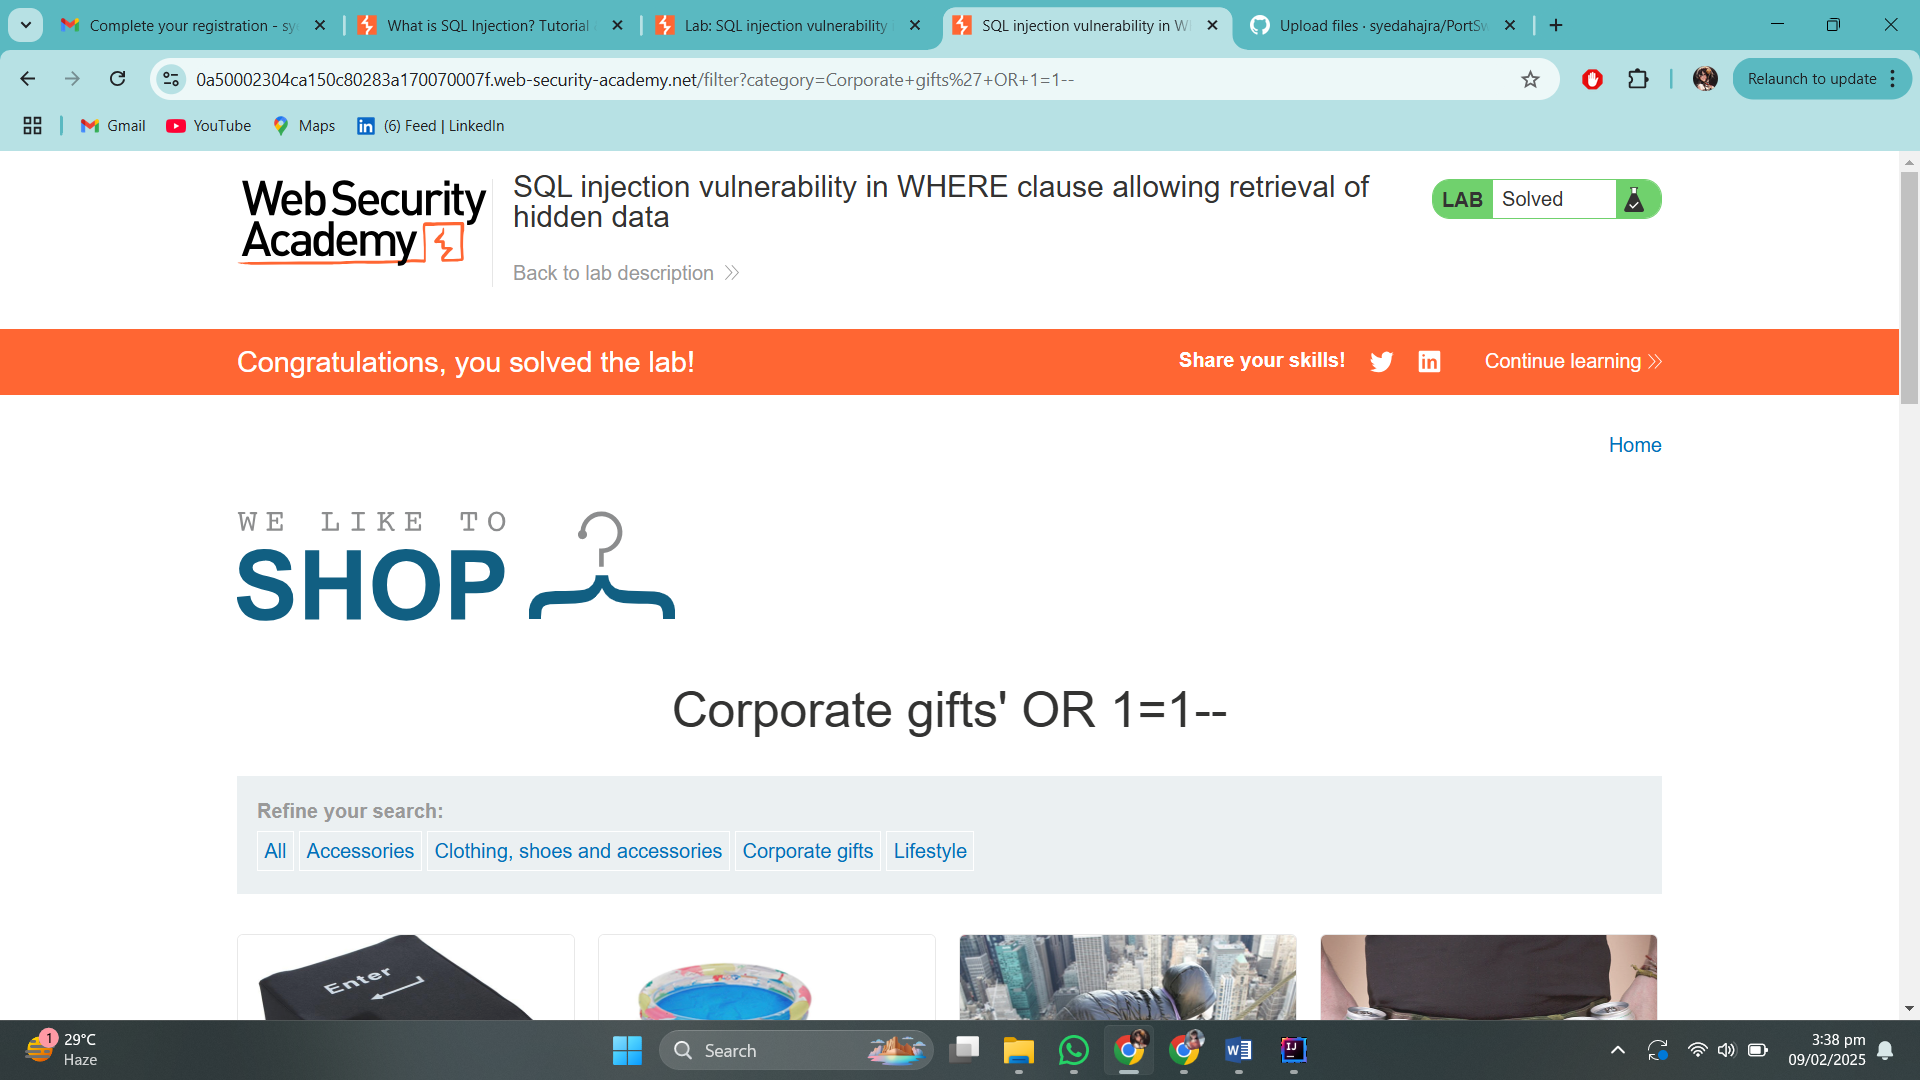 Complete your registration - sy
What is SQL Injection? Tutorial
Lab: SQL injection vulnerability
SQL injection vulnerability in W
Upload files · syedahajra/PortSw
0a50002304ca150c80283a170070007f.web-security-academy.net/filter?category=Corporate+gifts%27+OR+1=1--
Relaunch to update
Gmail
YouTube
Maps
(6) Feed | LinkedIn
Web Security
Academy
SQL injection vulnerability in WHERE clause allowing retrieval of
hidden data
LAB Solved
Back to lab description
Congratulations, you solved the lab!
Share your skills!
Continue learning
Home
WE LIKE TO
SHOP
Corporate gifts' OR 1=1--
Refine your search:
All
Accessories
Clothing, shoes and accessories
Corporate gifts
Lifestyle
Enter
1
29°C
Haze
Search
3:38 pm
09/02/2025